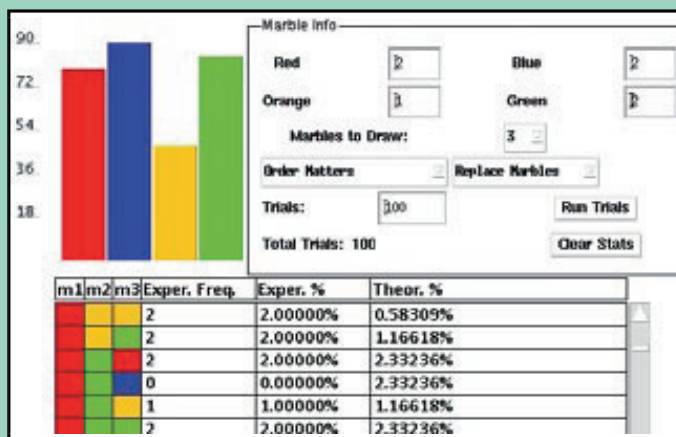 90.
72.
54.
36.
18.
Marble Info
Red 2 Blue 2
Orange 1 Green 2
Marbles to Draw: 3
Order Matters Replace Marbles
Trials: 100 Run Trials
Total Trials: 100 Clear Stats
m1 m2 m3 Exper. Freq. Exper. % Theor. %
2 2.00000% 0.58309%
2 2.00000% 1.16618%
2 2.00000% 2.33236%
0 0.00000% 2.33236%
1 1.00000% 1.16618%
2 2.00000% 2.33236%